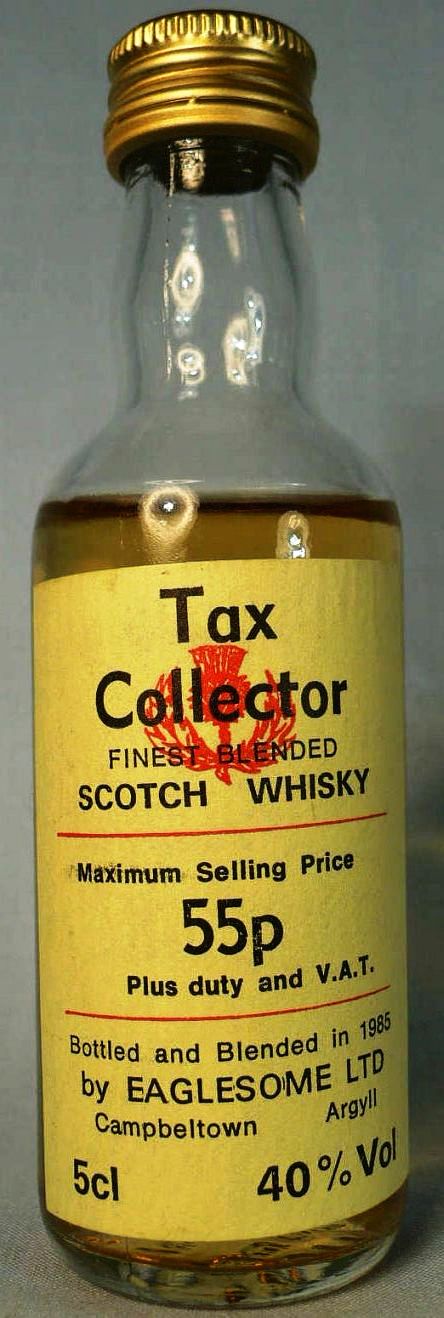 Tax
Collector
FINEST BLENDED
SCOTCH WHISKY
Maximum Selling Price
55p
Plus duty and V.A.T.
Bottled and Blended in 1985
by EAGLESOME LTD
Campbeltown Argyll
5cl 40% Vol